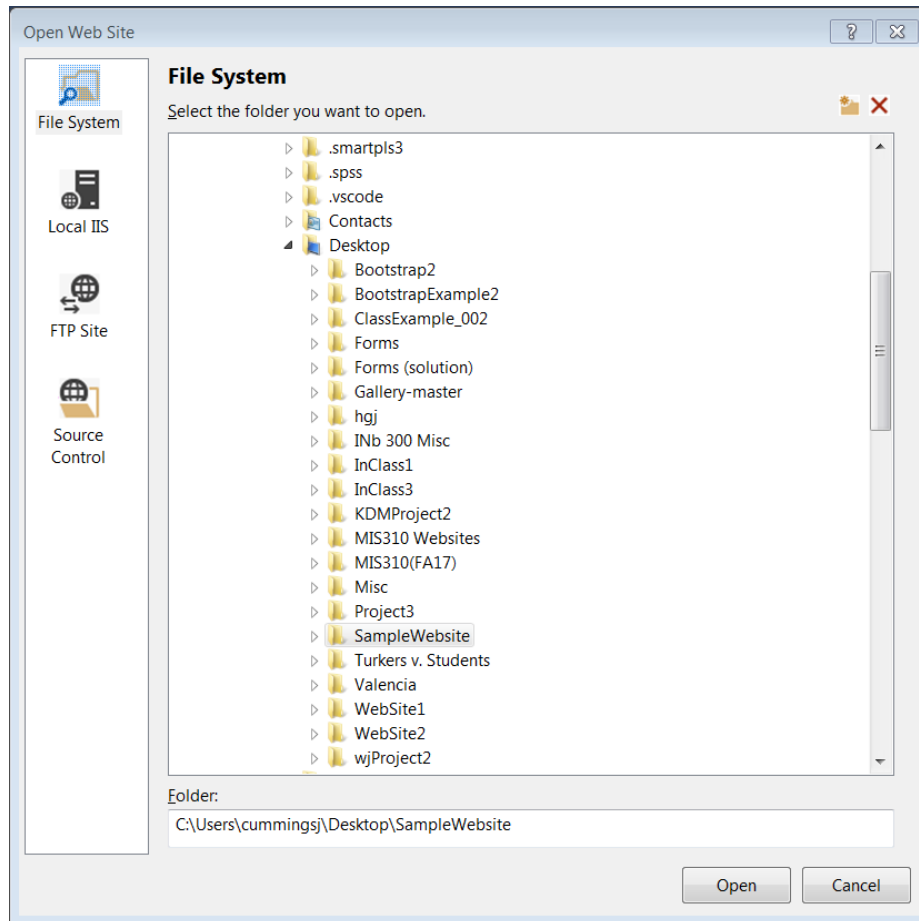 Open Web Site
File System
Local IIS
FTP Site
Source
Control
File System
Select the folder you want to open.
.smartpls3
.spss
.vscode
Contacts
Desktop
Bootstrap2
BootstrapExample2
ClassExample_002
Forms
Forms (solution)
Gallery-master
hgj
INb 300 Misc
InClass1
InClass3
KDMProject2
MIS310 Websites
MIS310(FA17)
Misc
Project3
SampleWebsite
Turkers v. Students
Valencia
WebSite1
WebSite2
wjProject2
Folder:
C:\Users\cummingsj\Desktop\SampleWebsite
Open
Cancel